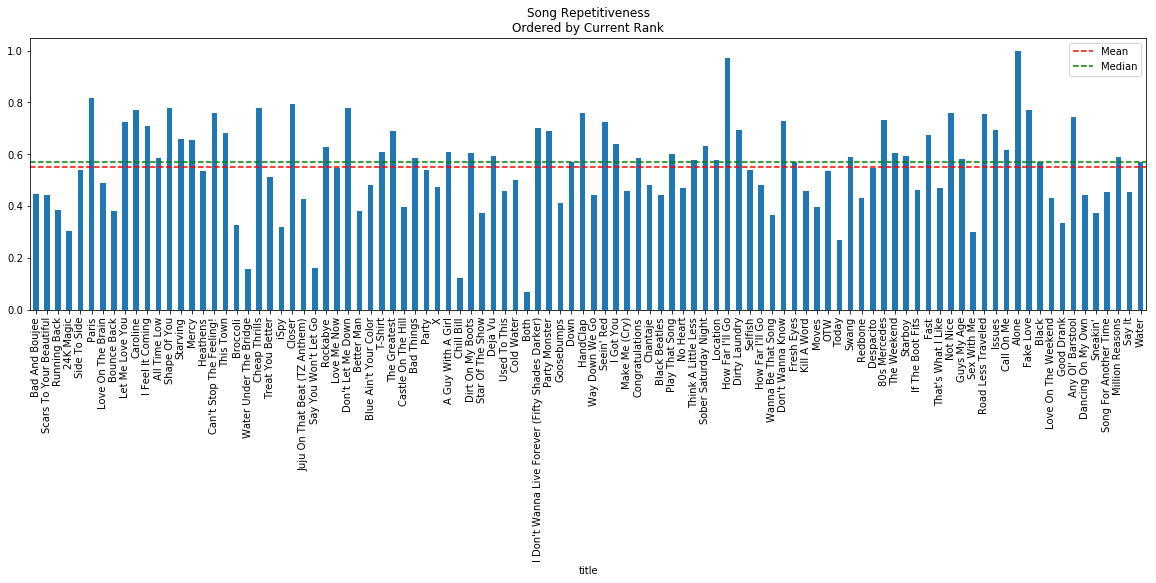 Song Repetitiveness
Ordered by Current Rank
Mean
Median
1.0
0.8
0.6
0.4
0.2
0.0
Bad And Boujee
Scars To Your Beautiful
Running Back
24K Magic
Side To Side
Paris
Love On The Brain
Bounce Back
Let Me Love You
Caroline
I Feel It Coming
All Time Low
Shape Of You
Starving
Mercy
Heathens
Can't Stop The Feeling!
This Town
Broccoli
Water Under The Bridge
Cheap Thrills
Treat You Better
iSpy
Closer
Juju On That Beat (TZ Anthem)
Say You Won't Let Go
Rockabye
Love Me Now
Don't Let Me Down
Better Man
Blue Ain't Your Color
T-Shirt
The Greatest
Castle On The Hill
Bad Things
Party
X
A Guy With A Girl
Chill Bill
Dirt On My Boots
Star Of The Show
Deja Vu
Used To This
Cold Water
Both
I Don't Wanna Live Forever (Fifty Shades Darker)
Party Monster
Goosebumps
Down
HandClap
Way Down We Go
Seein' Red
I Got You
Make Me (Cry)
Congratulations
Chantaje
Black Beatles
Play That Song
No Heart
Think A Little Less
Sober Saturday Night
Location
How Far I'll Go
Dirty Laundry
Selfish
How Far I'll Go
Wanna Be That Song
Don't Wanna Know
Fresh Eyes
Kill A Word
Moves
OTW
Today
Swang
Redbone
Despacito
80s Mercedes
The Weekend
Starboy
If The Boot Fits
Fast
That's What I Like
Not Nice
Guys My Age
Sex With Me
Road Less Traveled
Issues
Call On Me
Alone
Fake Love
Black
Love On The Weekend
Good Drank
Any Ol' Barstool
Dancing On My Own
Sneakin'
Song For Another Time
Million Reasons
Say It
Water
title